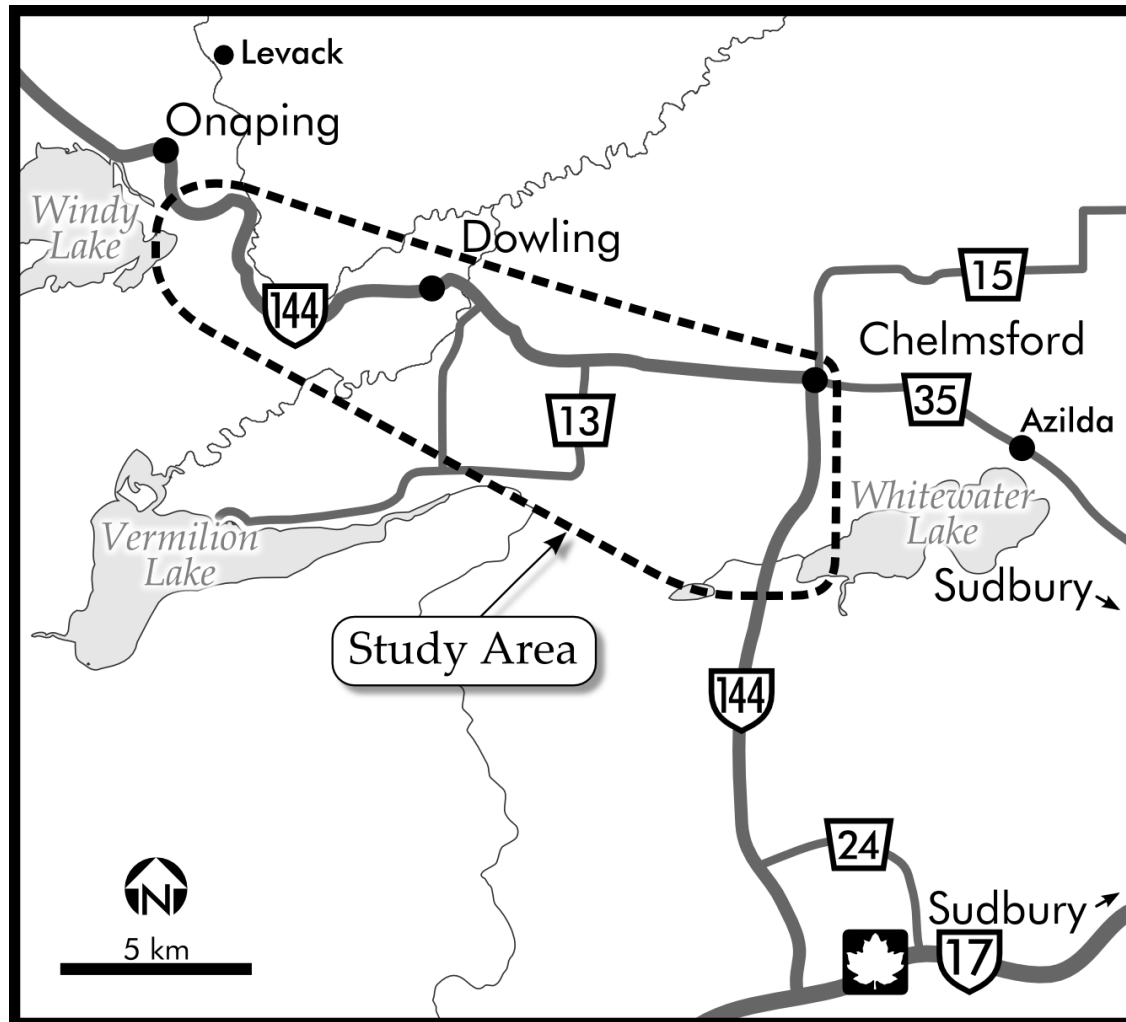 Levack
Onaping
Windy
Lake
Dowling
144
15
Chelmsford
35
13
Azilda
Whitewater
Lake
Vermilion
Lake
Sudbury
Study Area
144
24
N
5 km
Sudbury
17